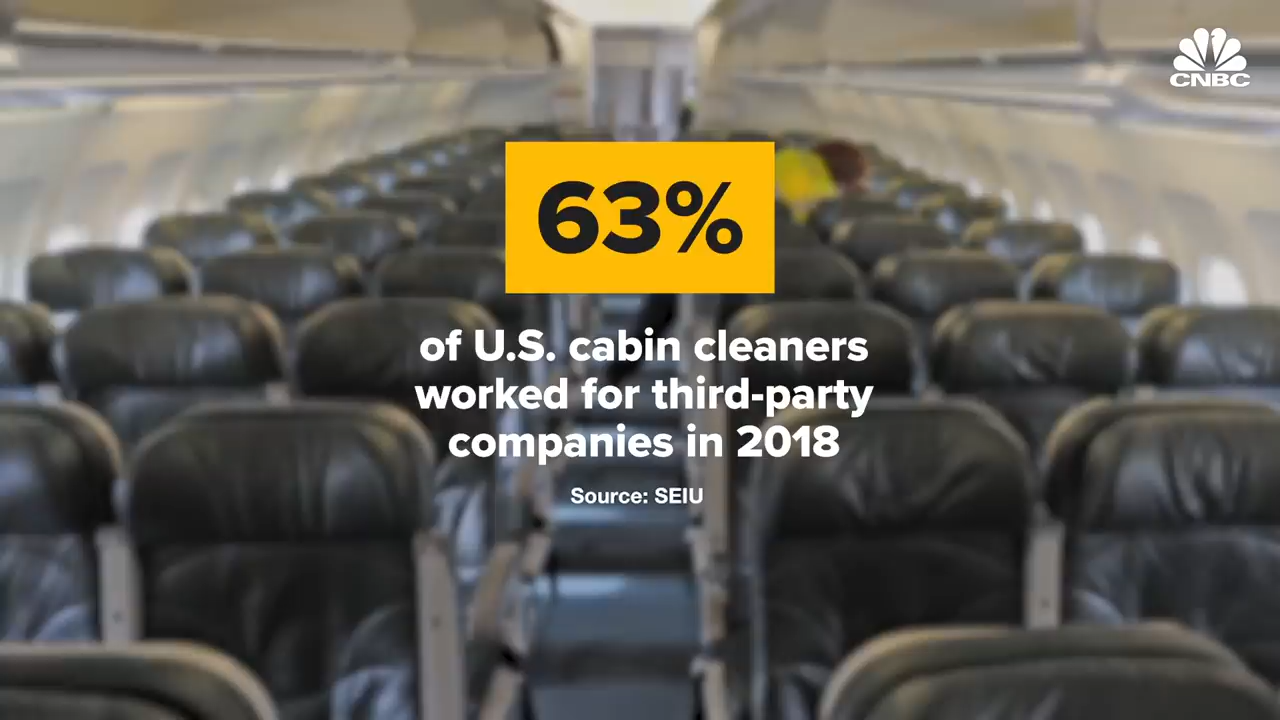 CNBC
63%
of U.S. cabin cleaners
worked for third-party
companies in 2018
Source: SEIU